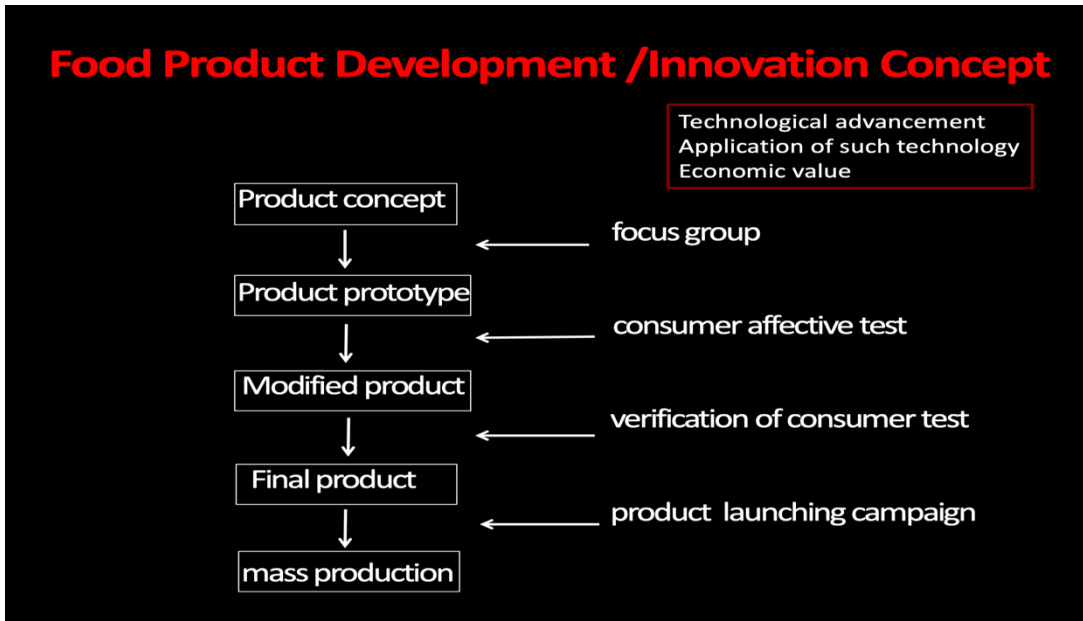 Food Product Development /Innovation Concept
Technological advancement
Application of such technology
Economic value
Product concept
focus group
Product prototype
consumer affective test
Modified product
verification of consumer test
Final product
product launching campaign
mass production